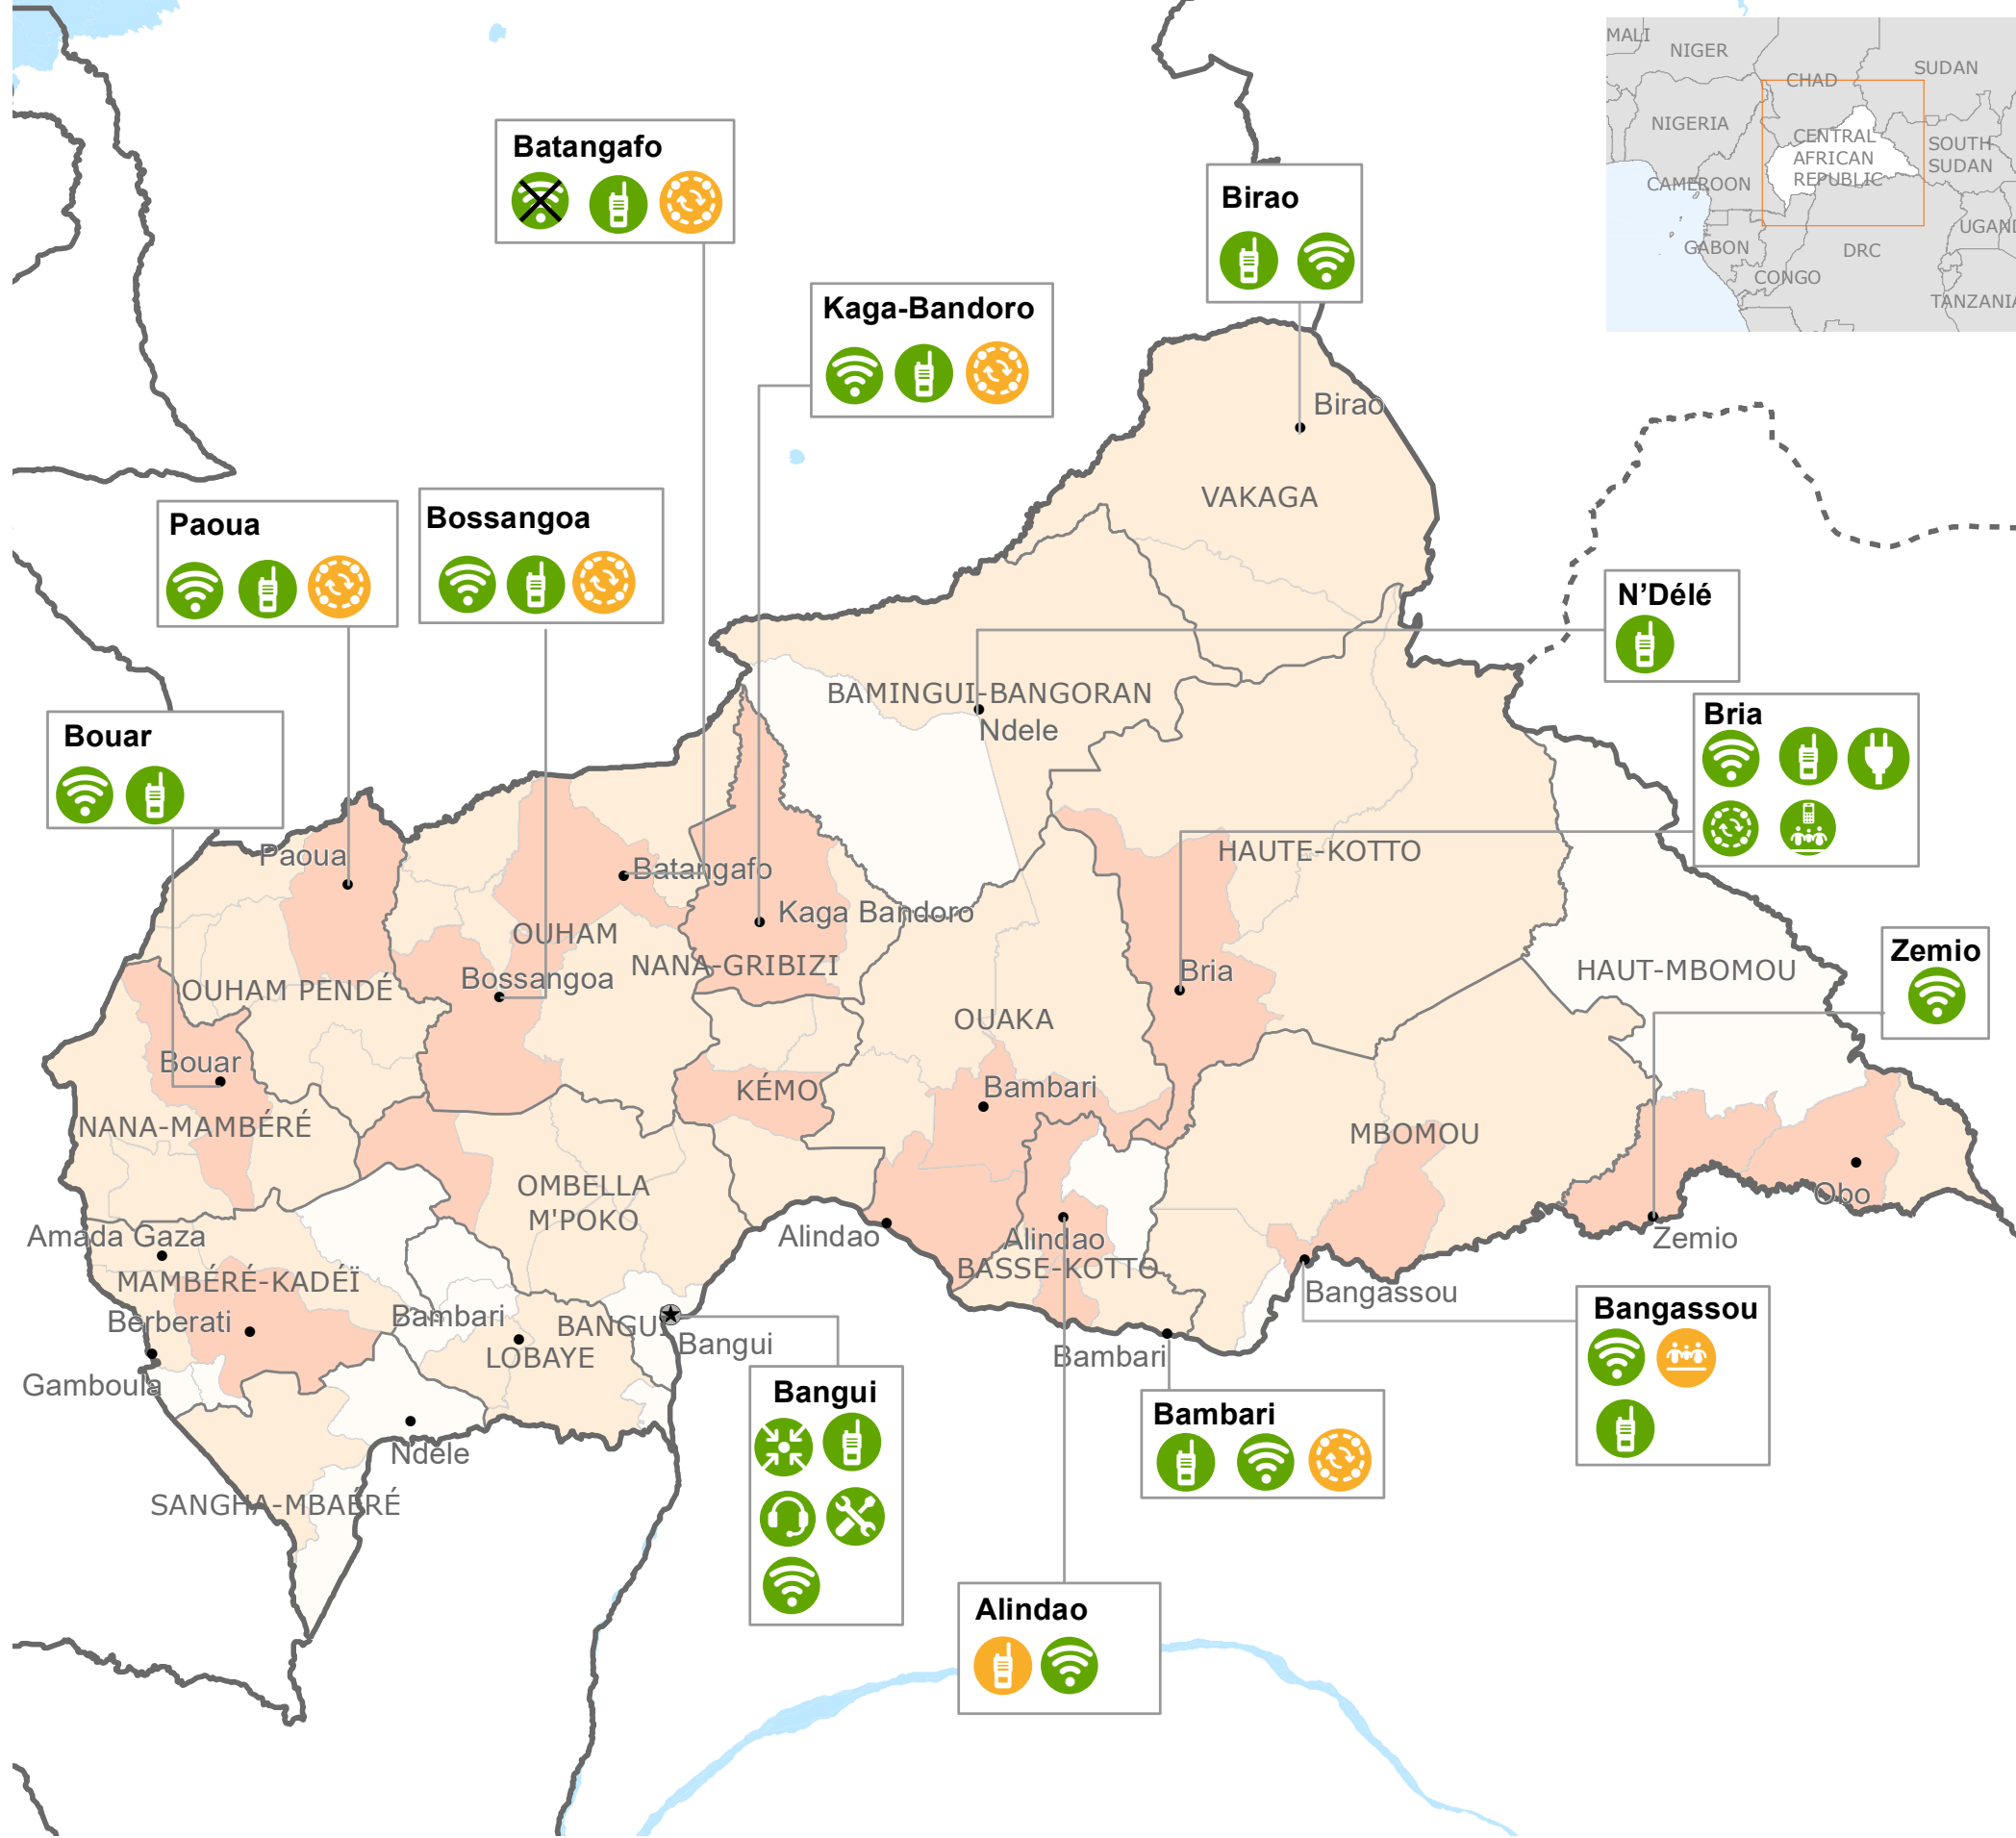 MALI
NIGER
CHAD
SUDAN
NIGERIA
CENTRAL
AFRICAN
REPUBLIC
SOUTH
SUDAN
CAMEROON
GABON
CONGO
DRC
TANZANIA
Batangafo
Birao
Kaga-Bandoro
Birao
VAKAGA
Paoua
Bossangoa
N'Délé
BAMINGUI-BANGORAN
Ndele
Bouar
Bria
Paoua
Batangafo
HAUTE-KOTTO
Kaga Bandoro
OUHAM
NANA-GRIBIZI
Bossangoa
OUHAM PENDÉ
Bria
HAUT-MBOMOU
Zemio
OUAKA
Bouar
KÉMO
Bambari
NANA-MAMBÉRÉ
MBOMOU
OMBELLA
M'POKO
Obo
Amada Gaza
Alindao
Alindao
Zemio
MAMBÉRÉ-KADÉÏ
BASSE-KOTTO
Berberati
Bambari
BANGUI
Bangui
LOBAYE
Bangassou
Bambari
Gamboula
Bangassou
Bangui
Bambari
Ndele
SANGHA-MBAÉRÉ
Alindao